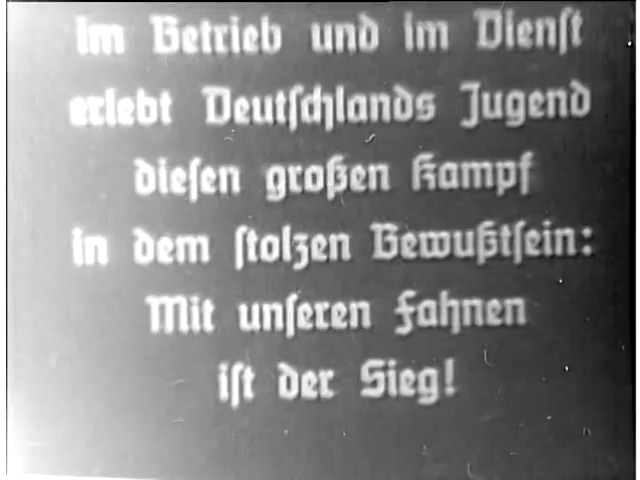 im Betrieb und im Dienſt
erlebt Deutſchlands Jugend
dieſen großen Kampf
in dem ſtolzen Bewußtſein:
Mit unſeren Fahnen
iſt der Sieg!